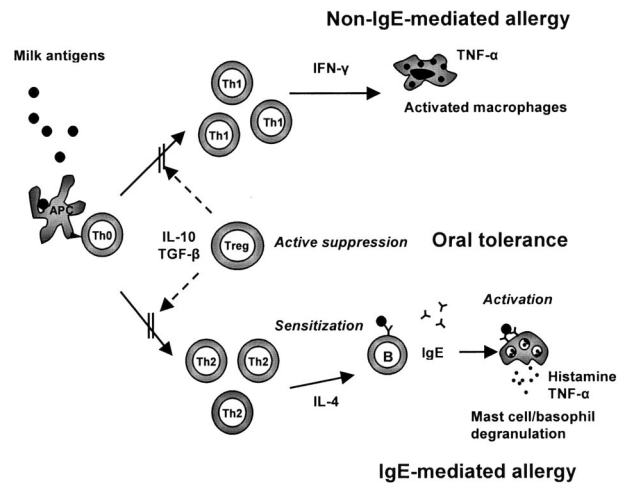 Non-IgE-mediated allergy
Milk antigens
IFN-γ
TNF-α
Th1
Th1
Th1
Activated macrophages
APC
Th0
IL-10
TGF-β
Treg
Active suppression
Oral tolerance
Sensitization
Activation
Th2
Th2
Th2
IL-4
B
IgE
Histamine
TNF-α
Mast cell/basophil
degranulation
IgE-mediated allergy